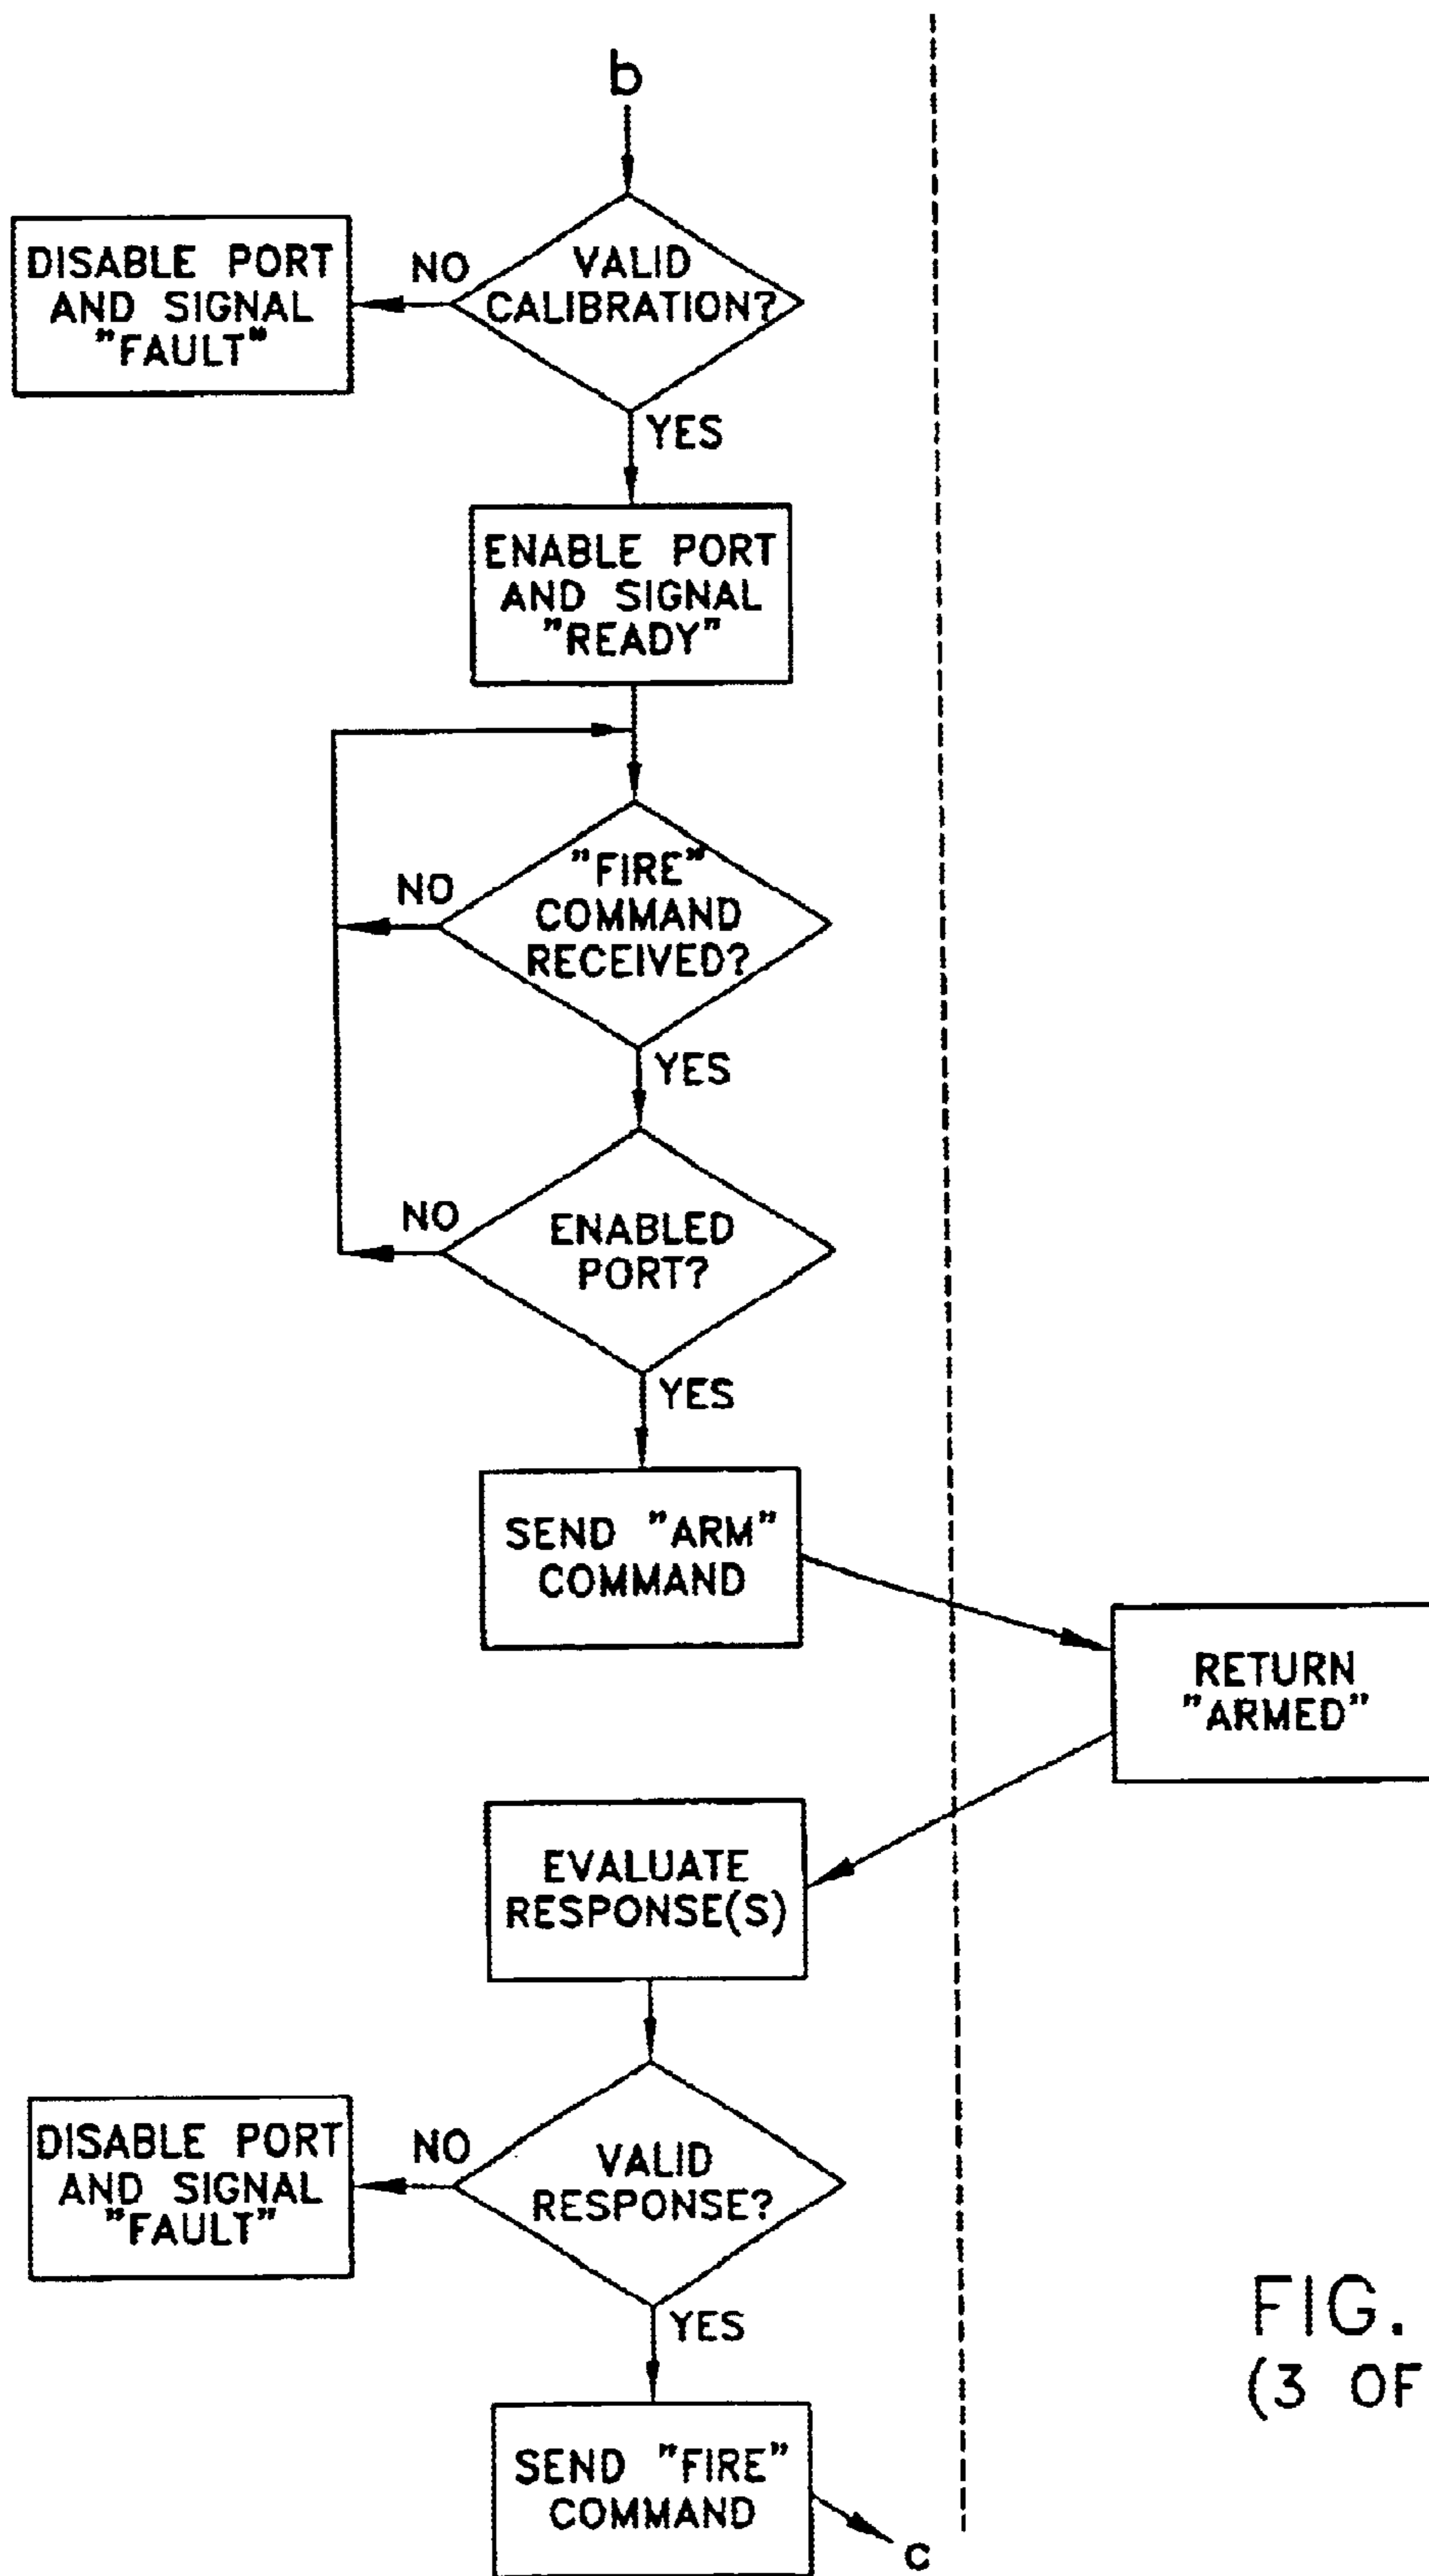 b
VALID
CALIBRATION?
NO
DISABLE PORT
AND SIGNAL
"FAULT"
YES
ENABLE PORT
AND SIGNAL
"READY"
"FIRE"
COMMAND
RECEIVED?
NO
YES
ENABLED
PORT?
NO
YES
SEND "ARM"
COMMAND
RETURN
"ARMED"
EVALUATE
RESPONSE(S)
VALID
RESPONSE?
NO
DISABLE PORT
AND SIGNAL
"FAULT"
YES
SEND "FIRE"
COMMAND
c
FIG.
(3 OF